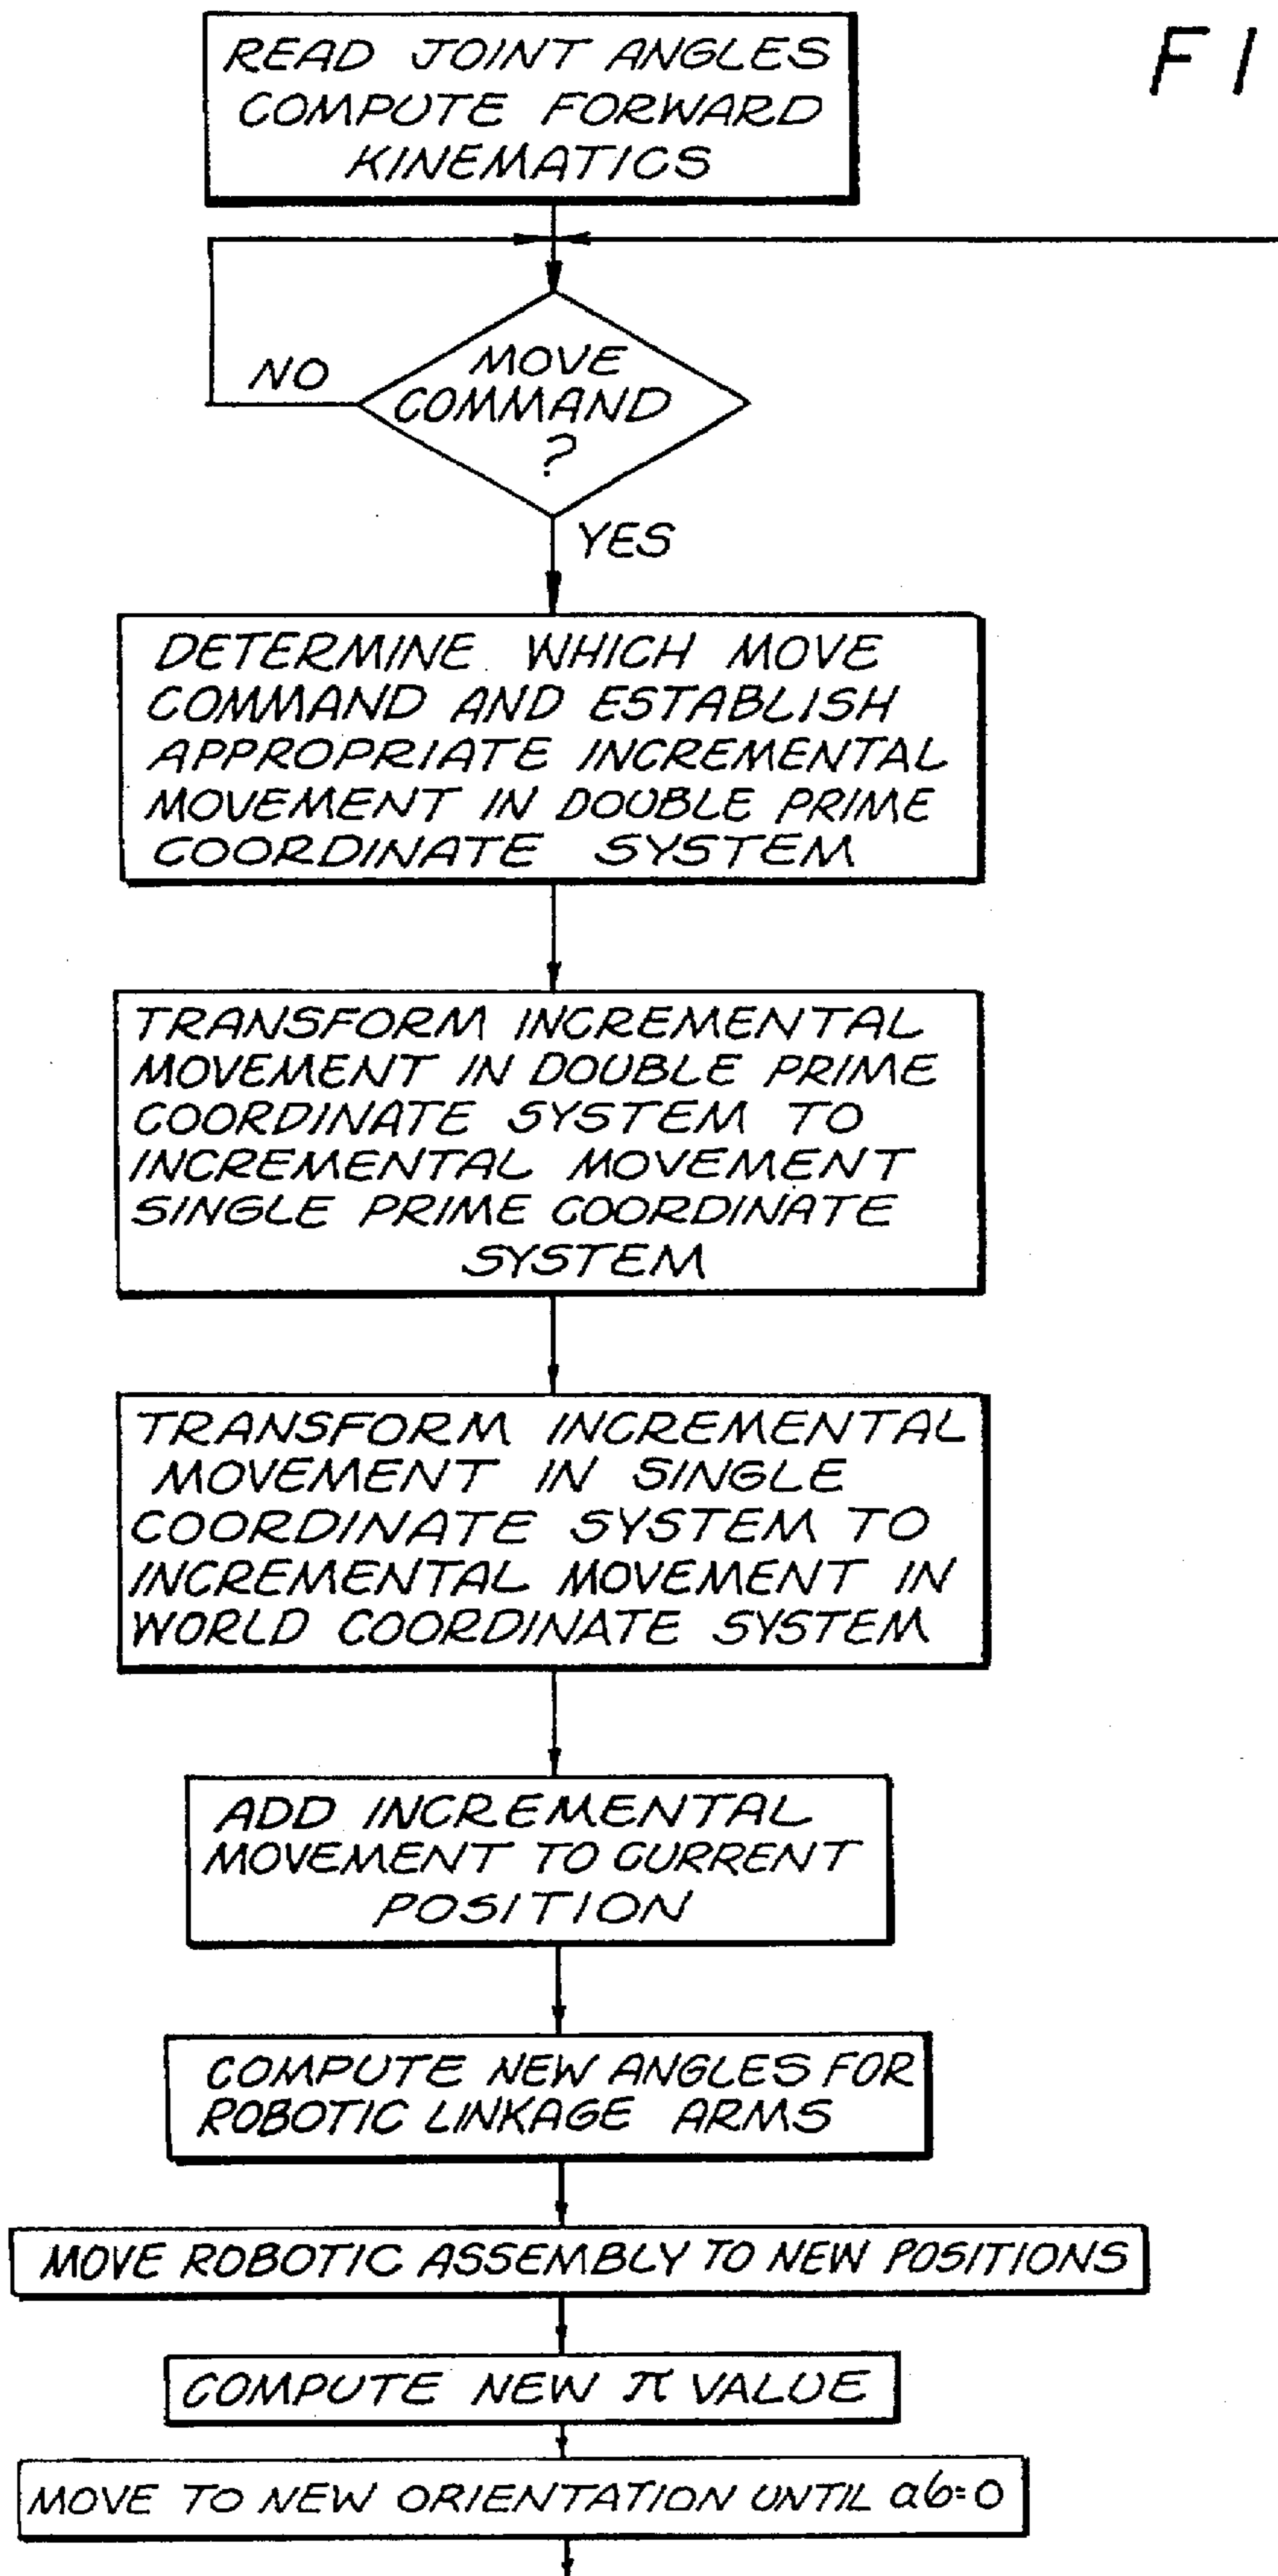 FI
READ JOINT ANGLES
COMPUTE FORWARD
KINEMATICS
MOVE
COMMAND
?
NO
YES
DETERMINE WHICH MOVE
COMMAND AND ESTABLISH
APPROPRIATE INCREMENTAL
MOVEMENT IN DOUBLE PRIME
COORDINATE SYSTEM
TRANSFORM INCREMENTAL
MOVEMENT IN DOUBLE PRIME
COORDINATE SYSTEM TO
INCREMENTAL MOVEMENT
SINGLE PRIME COORDINATE
SYSTEM
TRANSFORM INCREMENTAL
MOVEMENT IN SINGLE
COORDINATE SYSTEM TO
INCREMENTAL MOVEMENT IN
WORLD COORDINATE SYSTEM
ADD INCREMENTAL
MOVEMENT TO CURRENT
POSITION
COMPUTE NEW ANGLES FOR
ROBOTIC LINKAGE ARMS
MOVE ROBOTIC ASSEMBLY TO NEW POSITIONS
COMPUTE NEW π VALUE
MOVE TO NEW ORIENTATION UNTIL ab=0